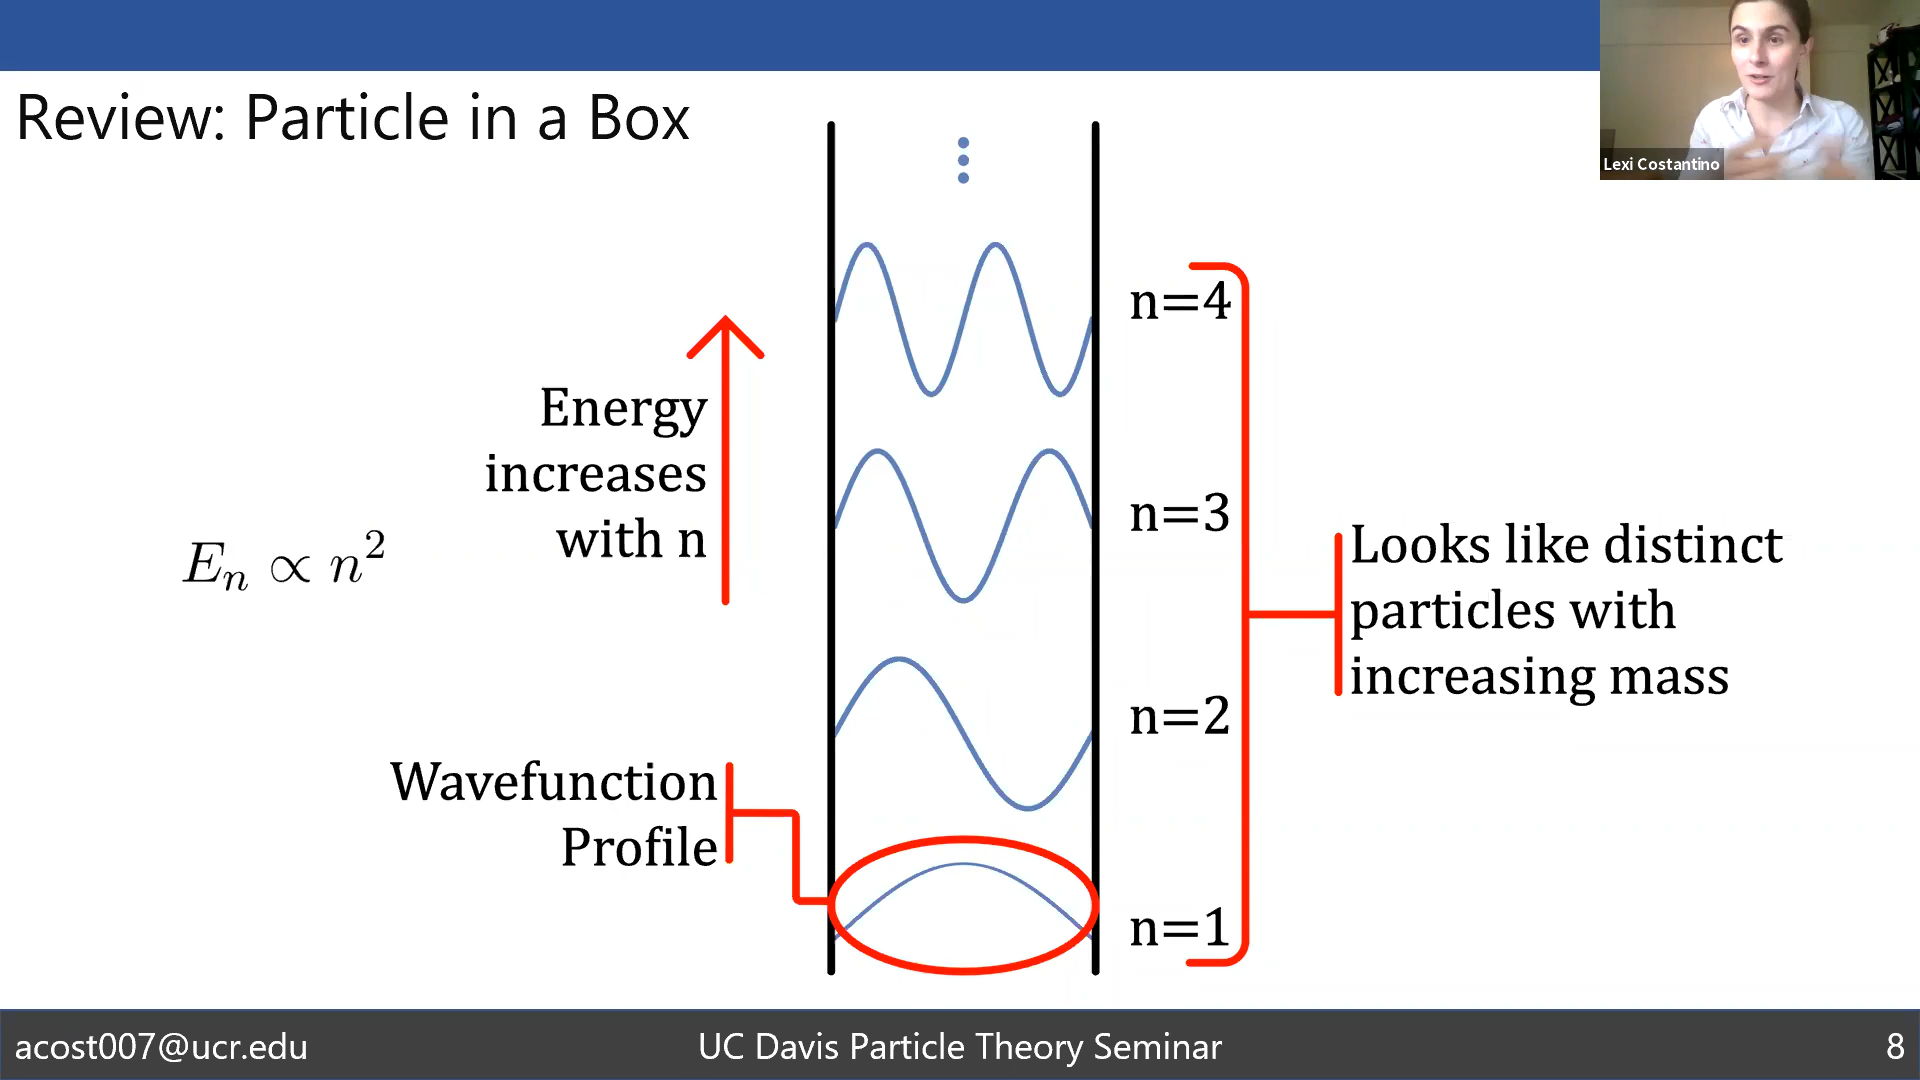 Review: Particle in a Box
Lexi Costantino
n=4
Energy
increases
with n
n=3
Looks like distinct
particles with
increasing mass
E_n ∝ n^2
n=2
Wavefunction
Profile
n=1
acost007@ucr.edu
UC Davis Particle Theory Seminar
8